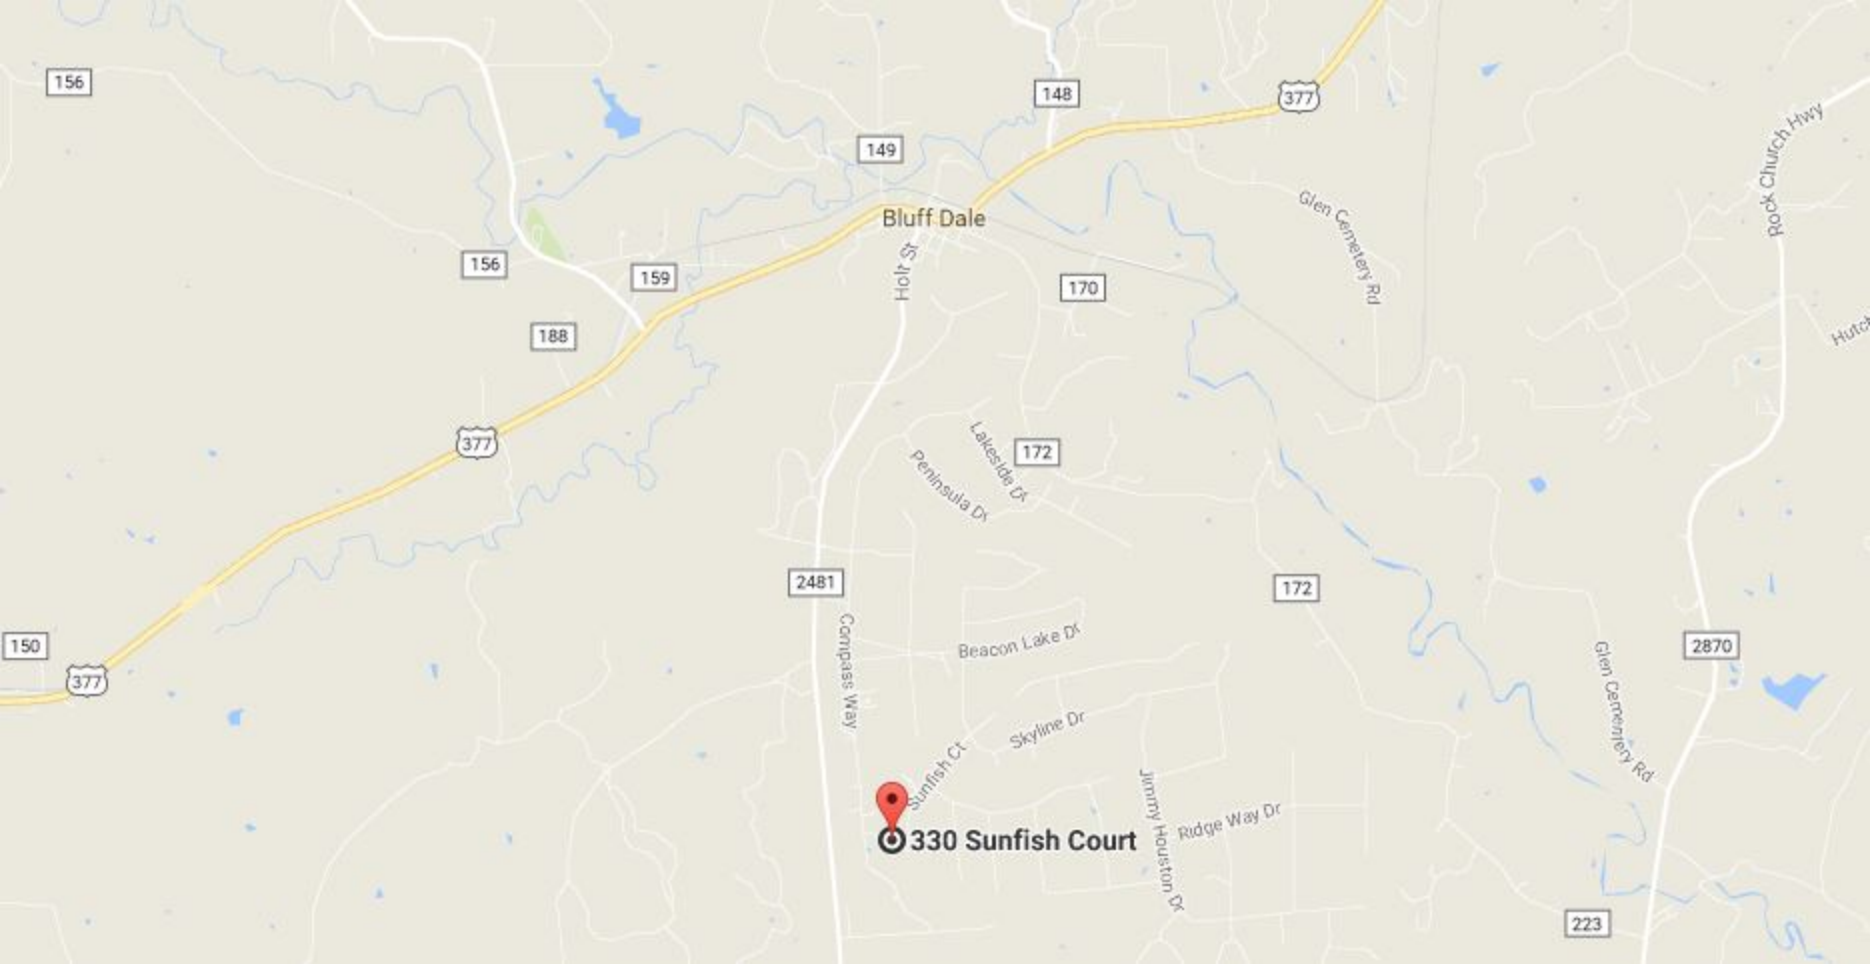 156
148
377
149
Rock Church Hwy
Glen Cemetery Rd
Bluff Dale
Holt St
156
159
170
188
377
Lakeside Dr
172
Peninsula Dr
2481
172
Compass Way
Beacon Lake Dr
150
377
2870
Glen Cemetery Rd
Skyline Dr
Sunfish Ct
Jimmy Houston Dr
Ridge Way Dr
330 Sunfish Court
223